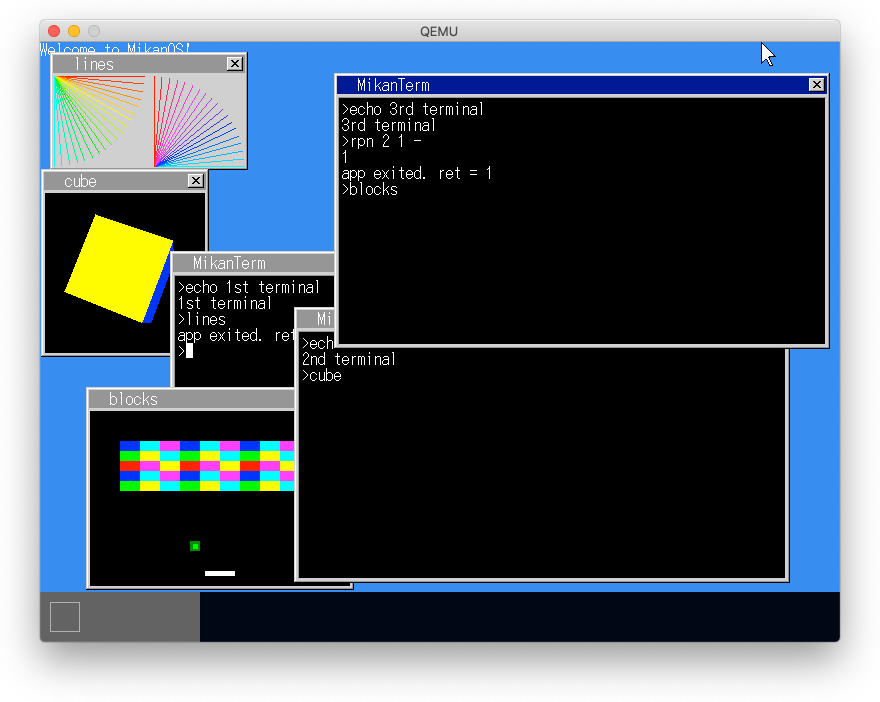 QEMU
Welcome to MikanOS!
lines
cube
MikanTerm
>echo 1st terminal
1st terminal
>lines
app exited. ret
>
blocks
Mi
>ech
2nd terminal
>cube
MikanTerm
>echo 3rd terminal
3rd terminal
>rpn 2 1 -
1
app exited. ret = 1
>blocks